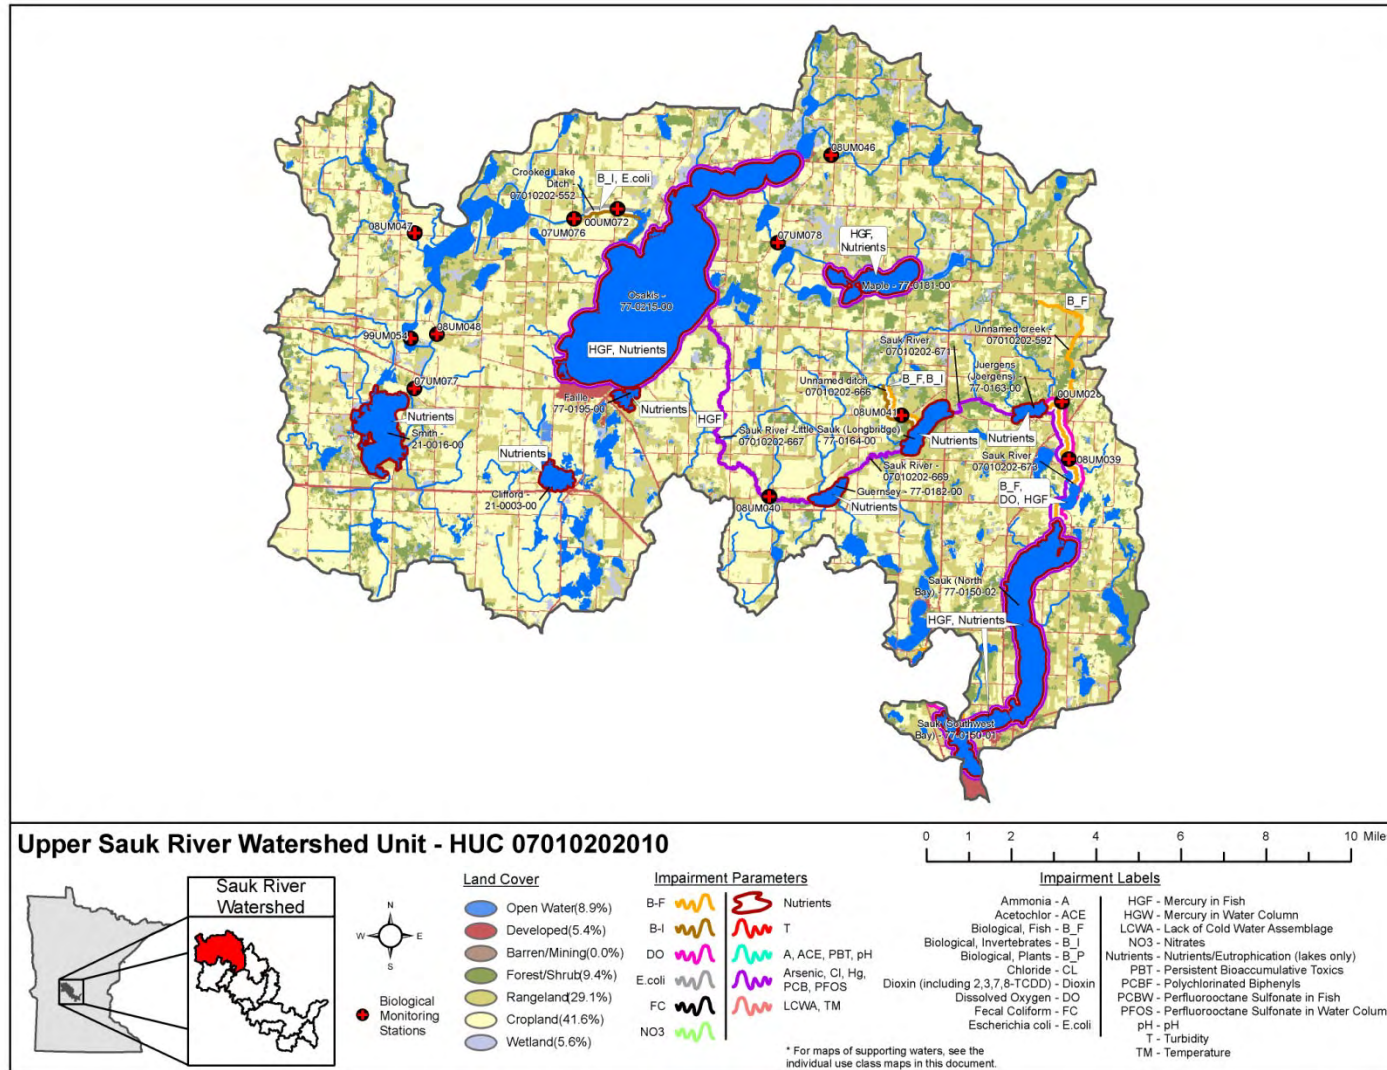 08UM046
Crooked Lake
Ditch -
07010202-552
B_I, E.coli
00UM072
07UM076
08UM047
07UM078
HGF,
Nutrients
Maple - 77-0181-00
Osakis -
77-0215-00
B_F
Unnamed creek -
07010202-592
99UM054
08UM048
Sauk River
- 07010202-671
HGF, Nutrients
Juergens
(Joergens) -
77-0163-00
07UM077
Unnamed ditch -
07010202-666
B_F,B_I
Faille -
77-0195-00
Nutrients
Nutrients
08UM041
00UM028
HGF
Smith -
21-0016-00
Sauk River -
07010202-667
Little Sauk (Longbridge)
- 77-0164-00
Nutrients
Nutrients
Nutrients
Sauk River -
07010202-669
Sauk River
07010202-673
08UM039
Clifford -
21-0003-00
Guernsey - 77-0182-00
B_F,
DO, HGF
08UM040
Nutrients
Sauk (North
Bay) - 77-0150-02
HGF, Nutrients
Sauk (Southwest
Bay) - 77-0150-01
Upper Sauk River Watershed Unit - HUC 07010202010
0 1 2 4 6 8 10 Miles
Sauk River
Watershed
N
W E
S
Biological
Monitoring
Stations
Land Cover
Open Water(8.9%)
Developed(5.4%)
Barren/Mining(0.0%)
Forest/Shrub(9.4%)
Rangeland(29.1%)
Cropland(41.6%)
Wetland(5.6%)
Impairment Parameters
B-F
B-I
DO
E.coli
FC
NO3
Nutrients
T
A, ACE, PBT, pH
Arsenic, Cl, Hg,
PCB, PFOS
LCWA, TM
* For maps of supporting waters, see the
individual use class maps in this document.
Impairment Labels
Ammonia - A
Acetochlor - ACE
Biological, Fish - B_F
Biological, Invertebrates - B_I
Biological, Plants - B_P
Chloride - CL
Dioxin (including 2,3,7,8-TCDD) - Dioxin
Dissolved Oxygen - DO
Fecal Coliform - FC
Escherichia coli - E.coli
HGF - Mercury in Fish
HGW - Mercury in Water Column
LCWA - Lack of Cold Water Assemblage
NO3 - Nitrates
Nutrients - Nutrients/Eutrophication (lakes only)
PBT - Persistent Bioaccumulative Toxics
PCBF - Polychlorinated Biphenyls
PCBW - Perfluorooctane Sulfonate in Fish
PFOS - Perfluorooctane Sulfonate in Water Colum
pH - pH
T - Turbidity
TM - Temperature